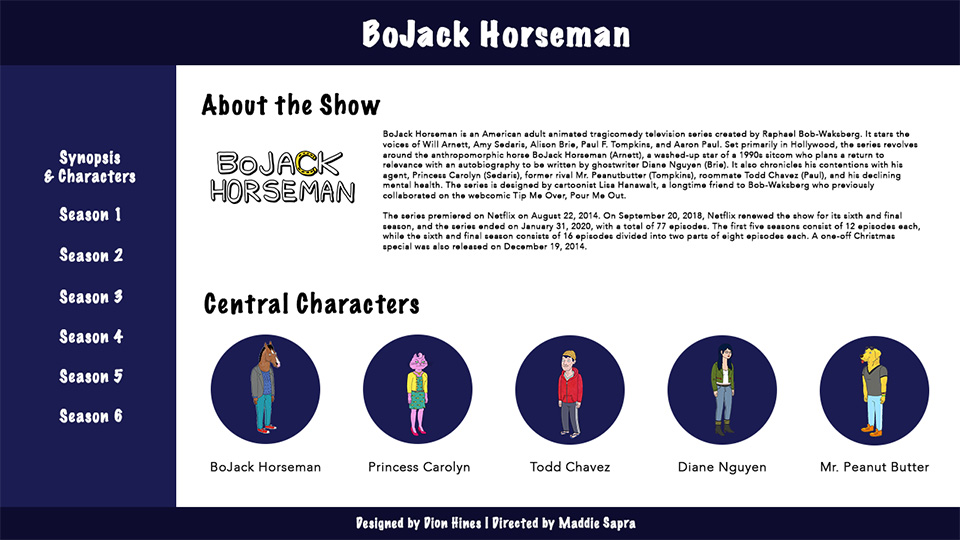 BoJack Horseman
Synopsis
& Characters
Season 1
Season 2
Season 3
Season 4
Season 5
Season 6
About the Show
BOJACK
HORSEMAN
BoJack Horseman is an American adult animated tragicomedy television series created by Raphael Bob-Waksberg. It stars the
voices of Will Arnett, Amy Sedaris, Alison Brie, Paul F. Tompkins, and Aaron Paul. Set primarily in Hollywood, the series revolves
around the anthropomorphic horse BoJack Horseman (Arnett), a washed-up star of a 1990s sitcom who plans a return to
relevance with an autobiography to be written by ghostwriter Diane Nguyen (Brie). It also chronicles his contentions with his
agent, Princess Carolyn (Sedaris), former rival Mr. Peanutbutter (Tompkins), roommate Todd Chavez (Paul), and his declining
mental health. The series is designed by cartoonist Lisa Hanawalt, a longtime friend to Bob-Waksberg who previously
collaborated on the webcomic Tip Me Over, Pour Me Out.
The series premiered on Netflix on August 22, 2014. On September 20, 2018, Netflix renewed the show for its sixth and final
season, and the series ended on January 31, 2020, with a total of 77 episodes. The first five seasons consist of 12 episodes each,
while the sixth and final season consists of 16 episodes divided into two parts of eight episodes each. A one-off Christmas
special was also released on December 19, 2014.
Central Characters
BoJack Horseman
Princess Carolyn
Todd Chavez
Diane Nguyen
Mr. Peanut Butter
Designed by Dion Hines | Directed by Maddie Sapra